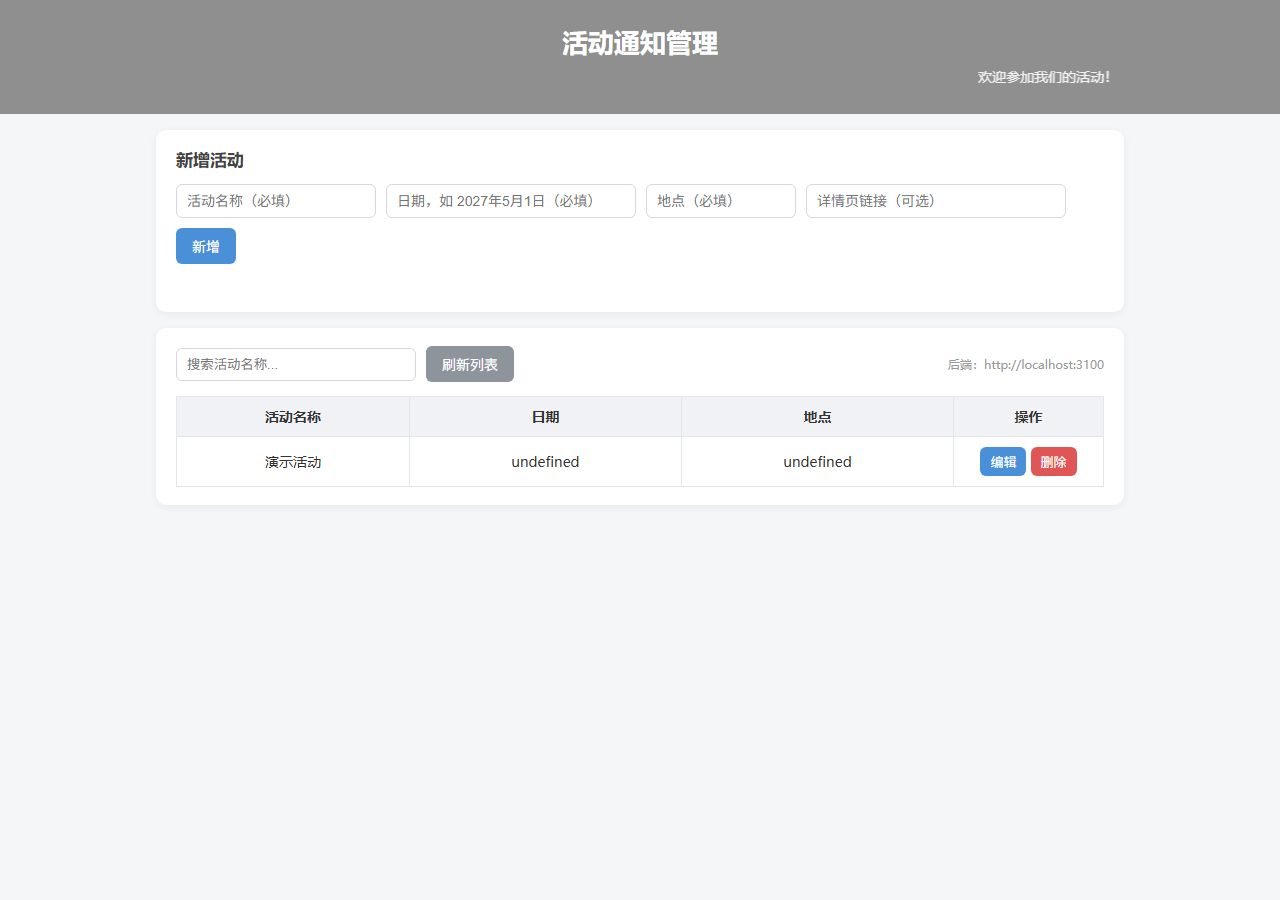 活动通知管理
欢迎参加我们的活动!
新增活动
活动名称（必填） 日期，如 2027年5月1日（必填） 地点（必填） 详情页链接（可选）
新增
搜索活动名称... 刷新列表 后端：http://localhost:3100
活动名称 日期 地点 操作
演示活动 undefined undefined 编辑 删除